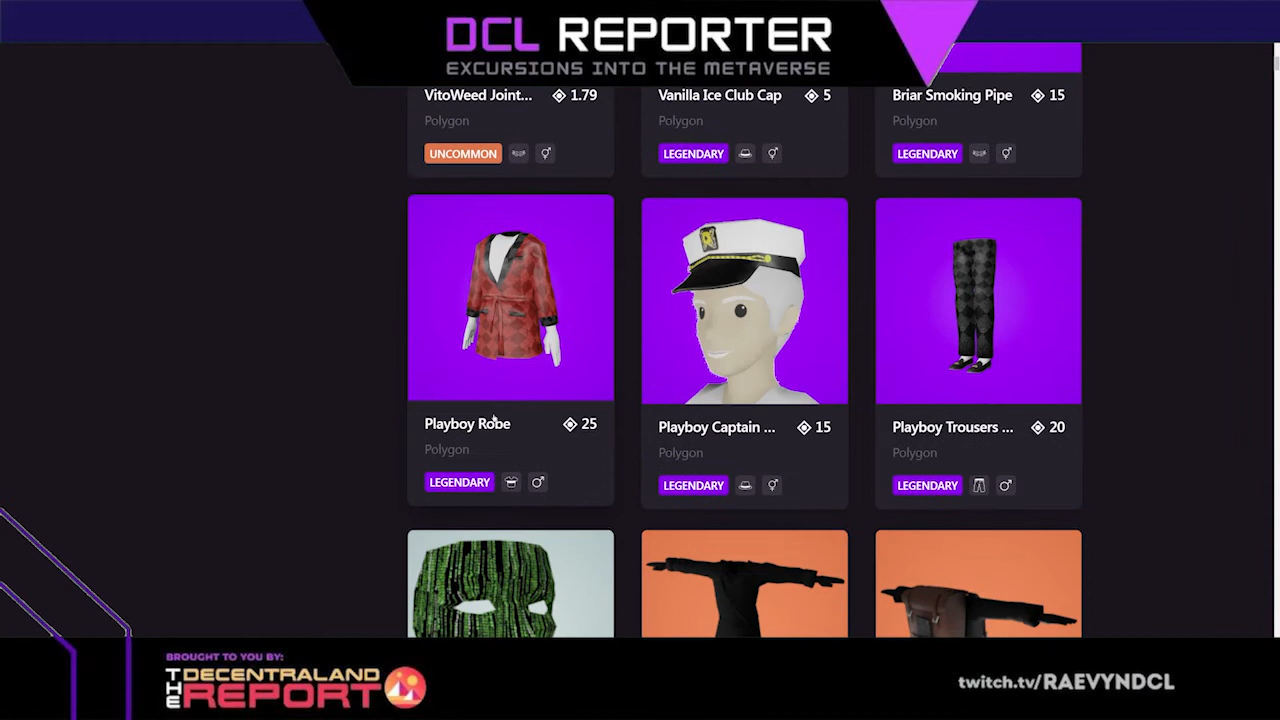 DCL REPORTER
EXCURSIONS INTO THE METAVERSE
VitoWeed Joint... 1.79
Polygon
UNCOMMON
Vanilla Ice Club Cap 5
Polygon
LEGENDARY
Briar Smoking Pipe 15
Polygon
LEGENDARY
Playboy Robe 25
Polygon
LEGENDARY
Playboy Captain ... 15
Polygon
LEGENDARY
Playboy Trousers ... 20
Polygon
LEGENDARY
BROUGHT TO YOU BY:
THE DECENTRALAND
REPORT
twitch.tv/RAEVYNDCL